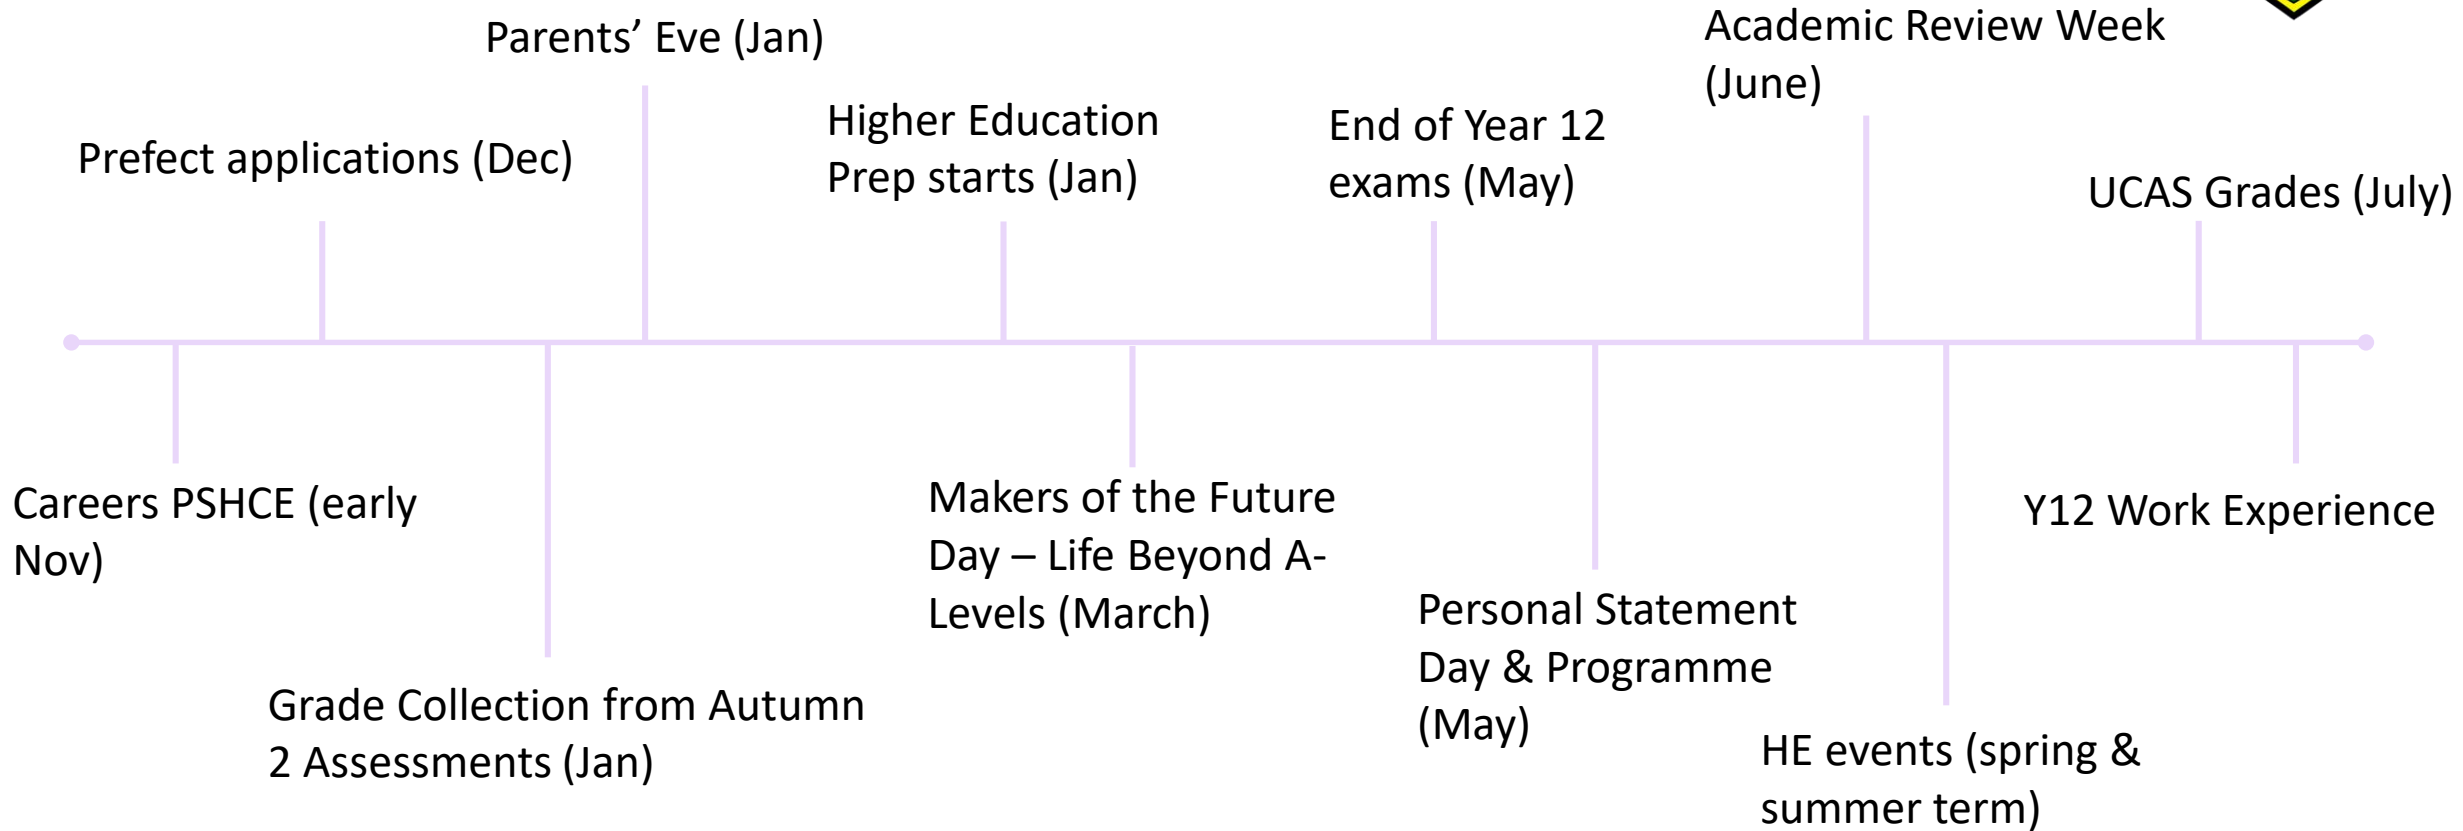 Parents’ Eve (Jan)
Academic Review Week
(June)
Prefect applications (Dec)
Higher Education
Prep starts (Jan)
End of Year 12
exams (May)
UCAS Grades (July)
Careers PSHCE (early
Nov)
Makers of the Future
Day – Life Beyond A-
Levels (March)
Y12 Work Experience
Grade Collection from Autumn
2 Assessments (Jan)
Personal Statement
Day & Programme
(May)
HE events (spring &
summer term)